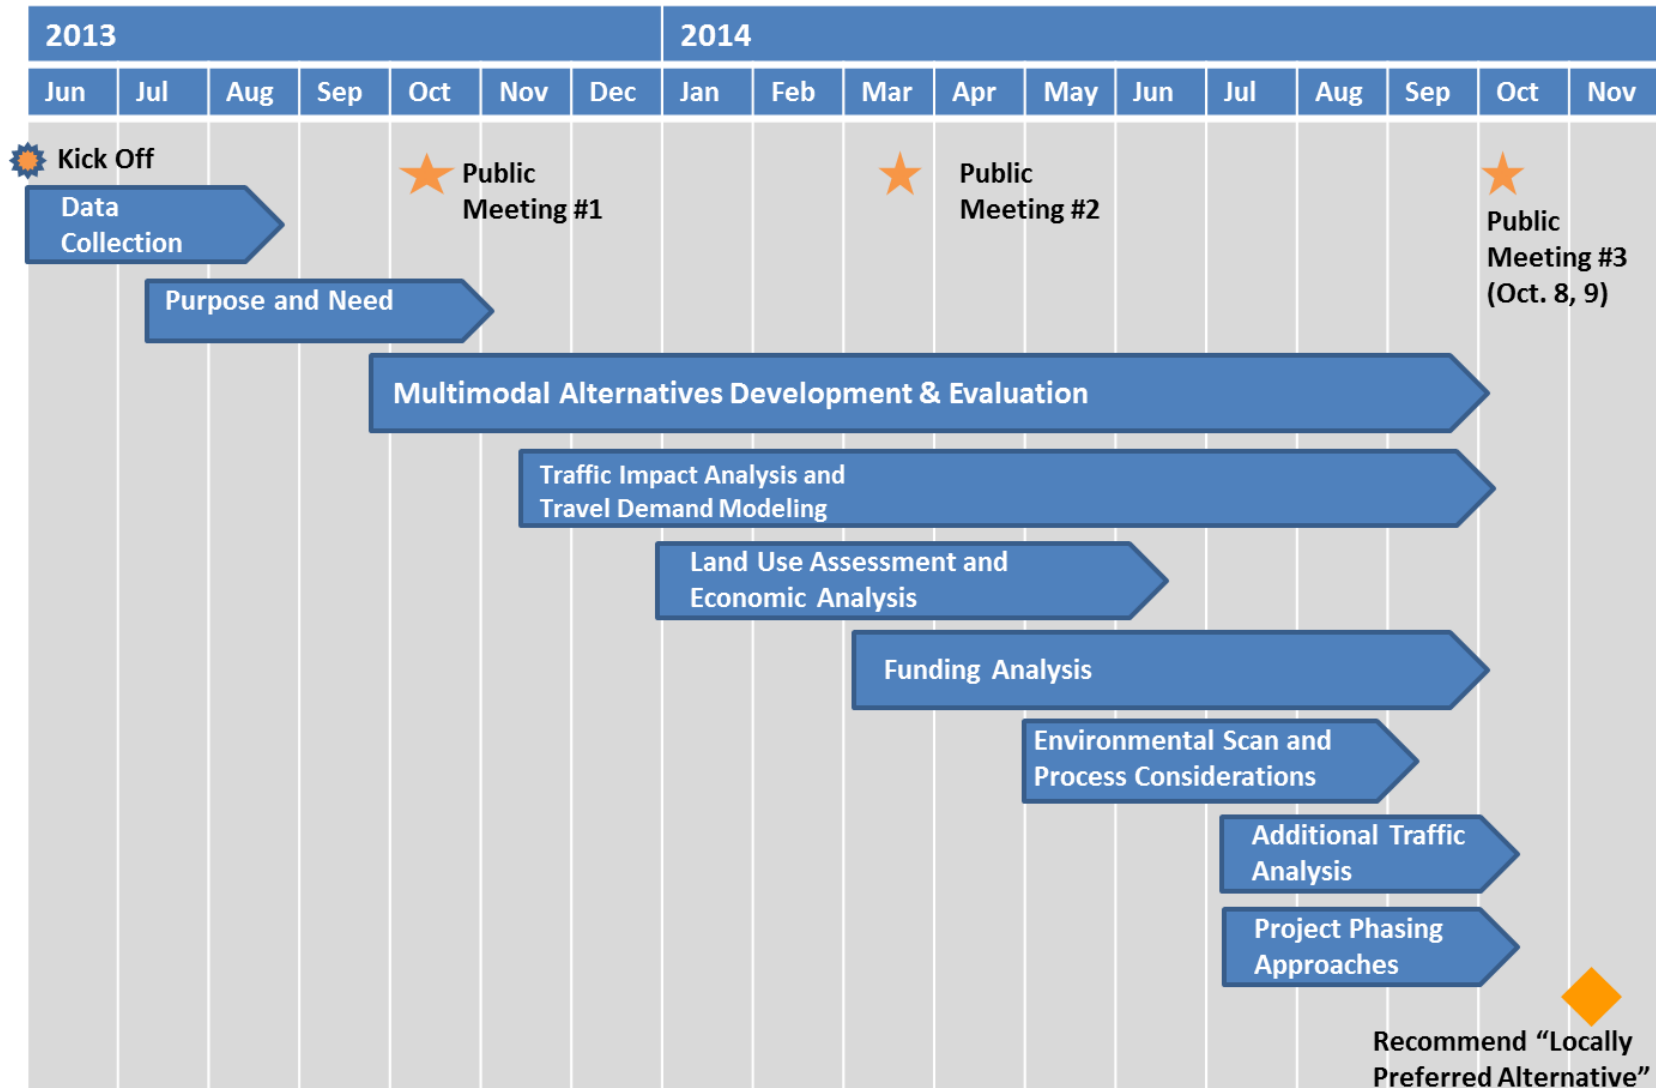 2013 2014
Jun Jul Aug Sep Oct Nov Dec Jan Feb Mar Apr May Jun Jul Aug Sep Oct Nov
Kick Off
Public
Meeting #1
Public
Meeting #2
Public
Meeting #3
(Oct. 8, 9)
Data
Collection
Purpose and Need
Multimodal Alternatives Development & Evaluation
Traffic Impact Analysis and
Travel Demand Modeling
Land Use Assessment and
Economic Analysis
Funding Analysis
Environmental Scan and
Process Considerations
Additional Traffic
Analysis
Project Phasing
Approaches
Recommend “Locally
Preferred Alternative”